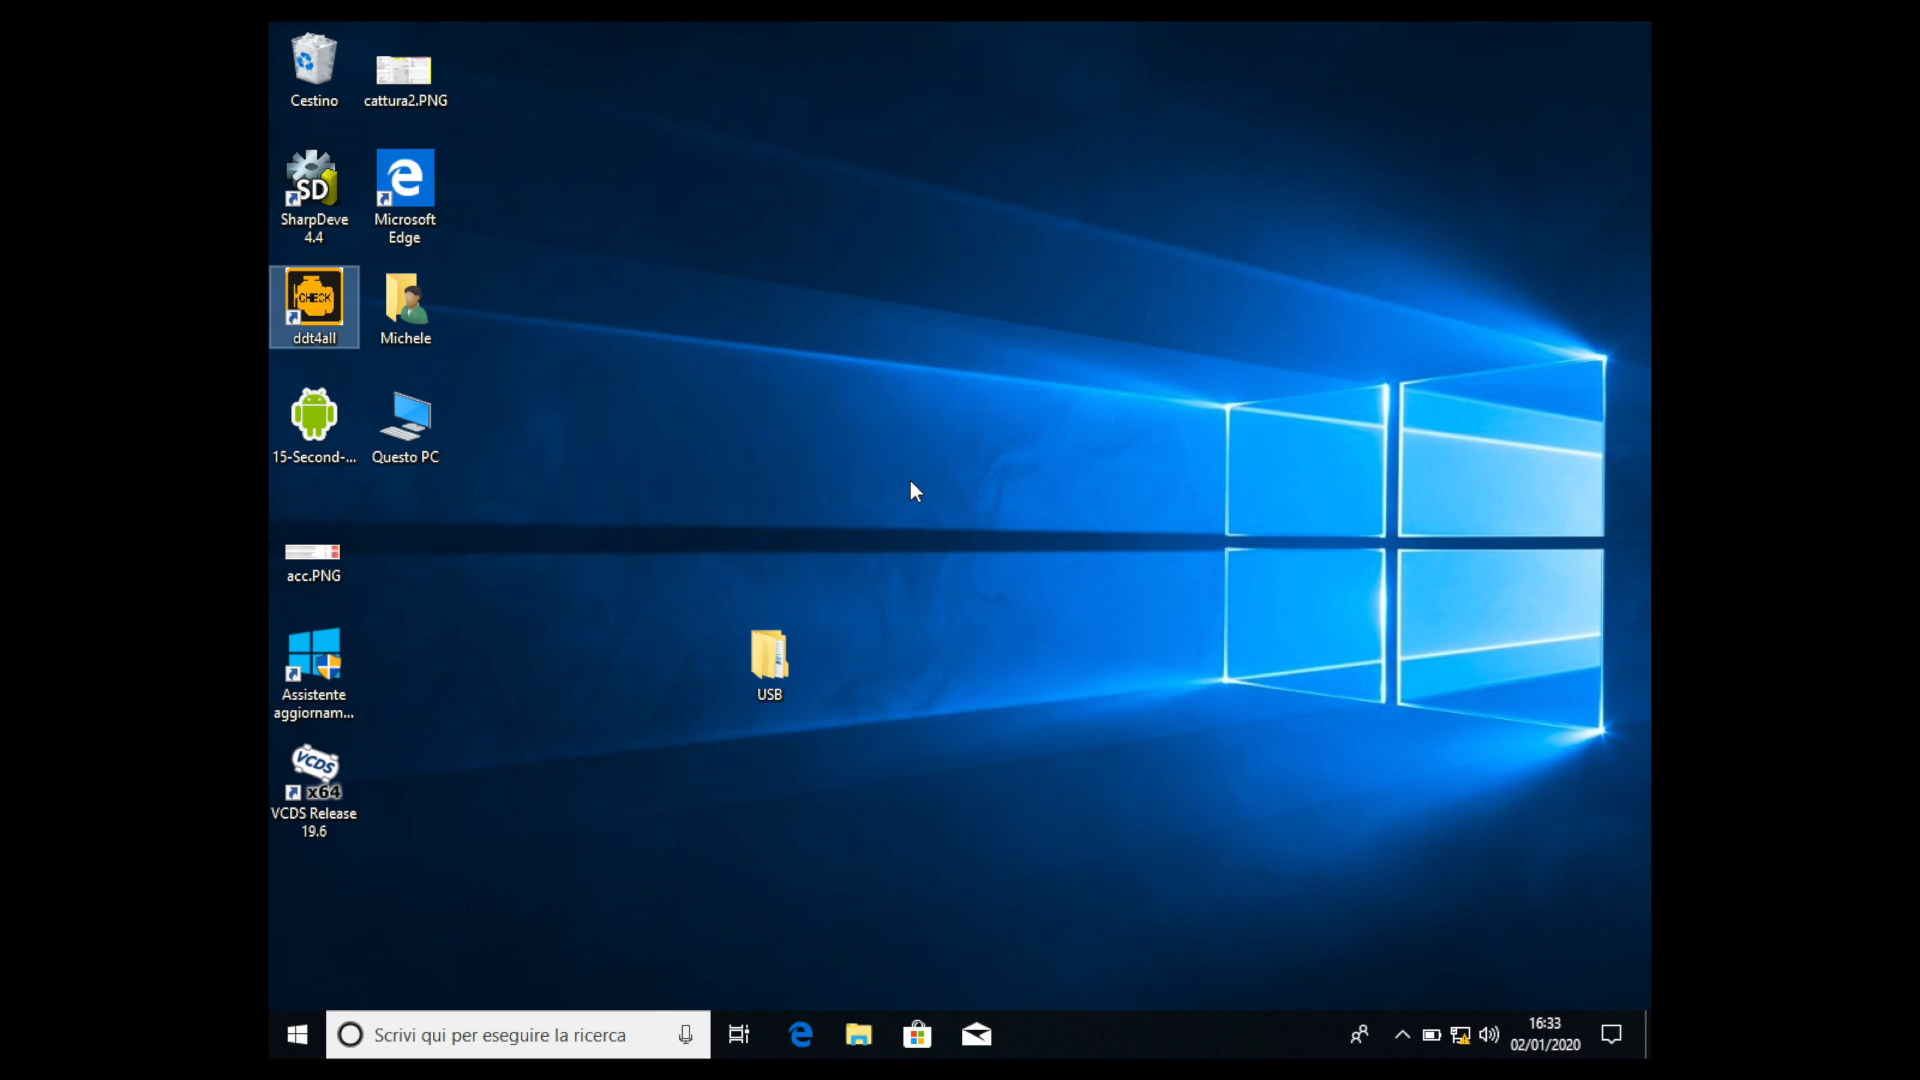 Cestino
cattura2.PNG
SD
SharpDeve
4.4
Microsoft
Edge
CHECK
ddt4all
Michele
15-Second-...
Questo PC
acc.PNG
Assistente
aggiornam...
USB
VCDS
x64
VCDS Release
19.6
Scrivi qui per eseguire la ricerca
16:33
02/01/2020